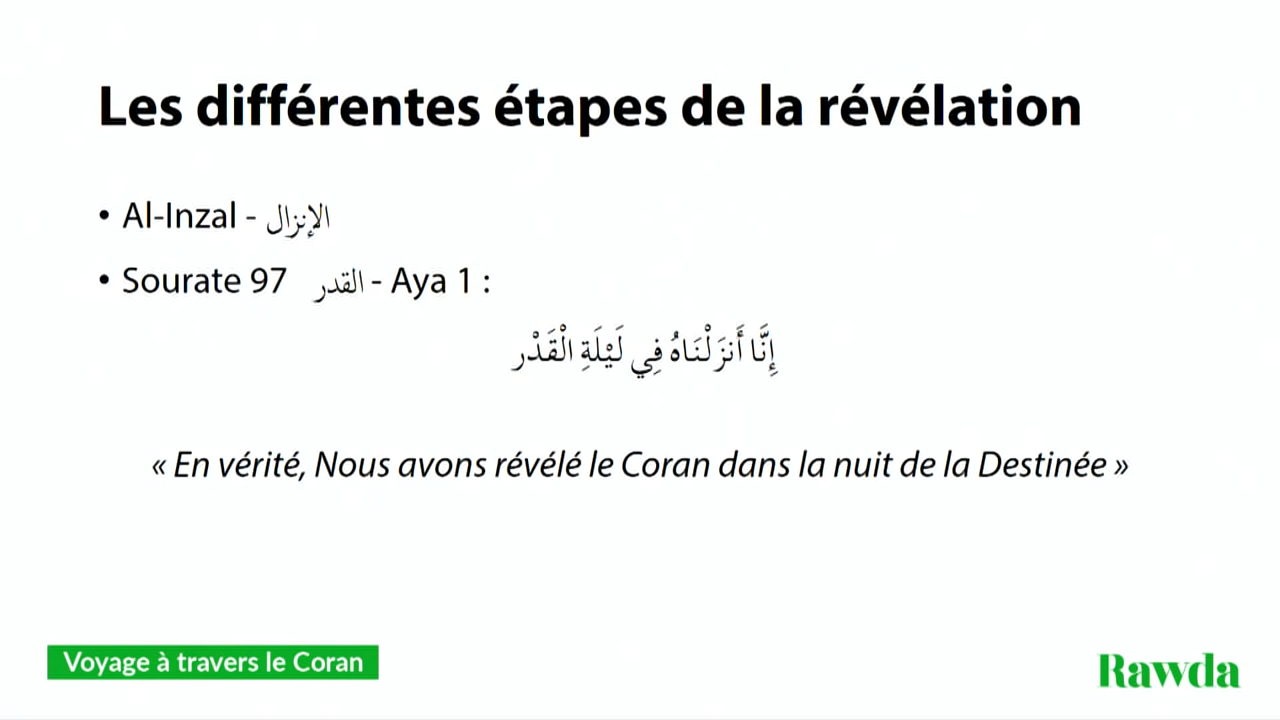 Les différentes étapes de la révélation
• Al-Inzal - الإنزال
• Sourate 97 القدر - Aya 1 :
إِنَّا أَنزَلْنَاهُ فِي لَيْلَةِ الْقَدْر
« En vérité, Nous avons révélé le Coran dans la nuit de la Destinée »
Voyage à travers le Coran
Rawda